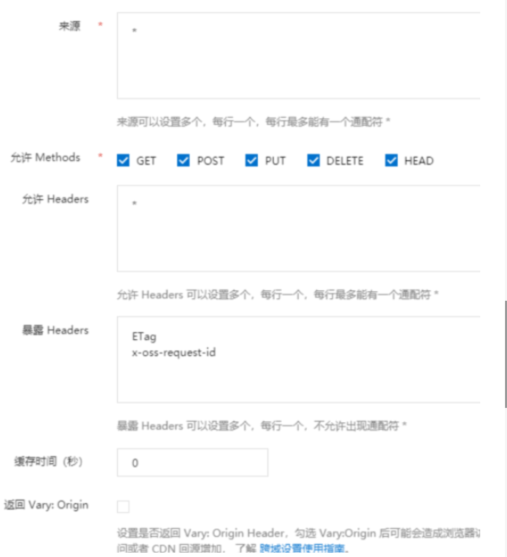 来源 *
*
来源可以设置多个，每行一个，每行最多能有一个通配符 *
允许 Methods * GET POST PUT DELETE HEAD
允许 Headers
*
允许 Headers 可以设置多个，每行一个，每行最多能有一个通配符 *
暴露 Headers
ETag
x-oss-request-id
暴露 Headers 可以设置多个，每行一个，不允许出现通配符 *
缓存时间（秒） 0
返回 Vary: Origin
设置是否返回 Vary: Origin Header，勾选 Vary:Origin 后可能会造成浏览器
问或者 CDN 回源增加。 了解 跨域设置使用指南。